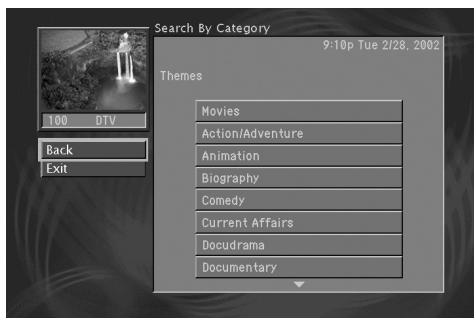 Search By Category
9:10p Tue 2/28, 2002
Themes
100 DTV
Back
Exit
Movies
Action/Adventure
Animation
Biography
Comedy
Current Affairs
Docudrama
Documentary